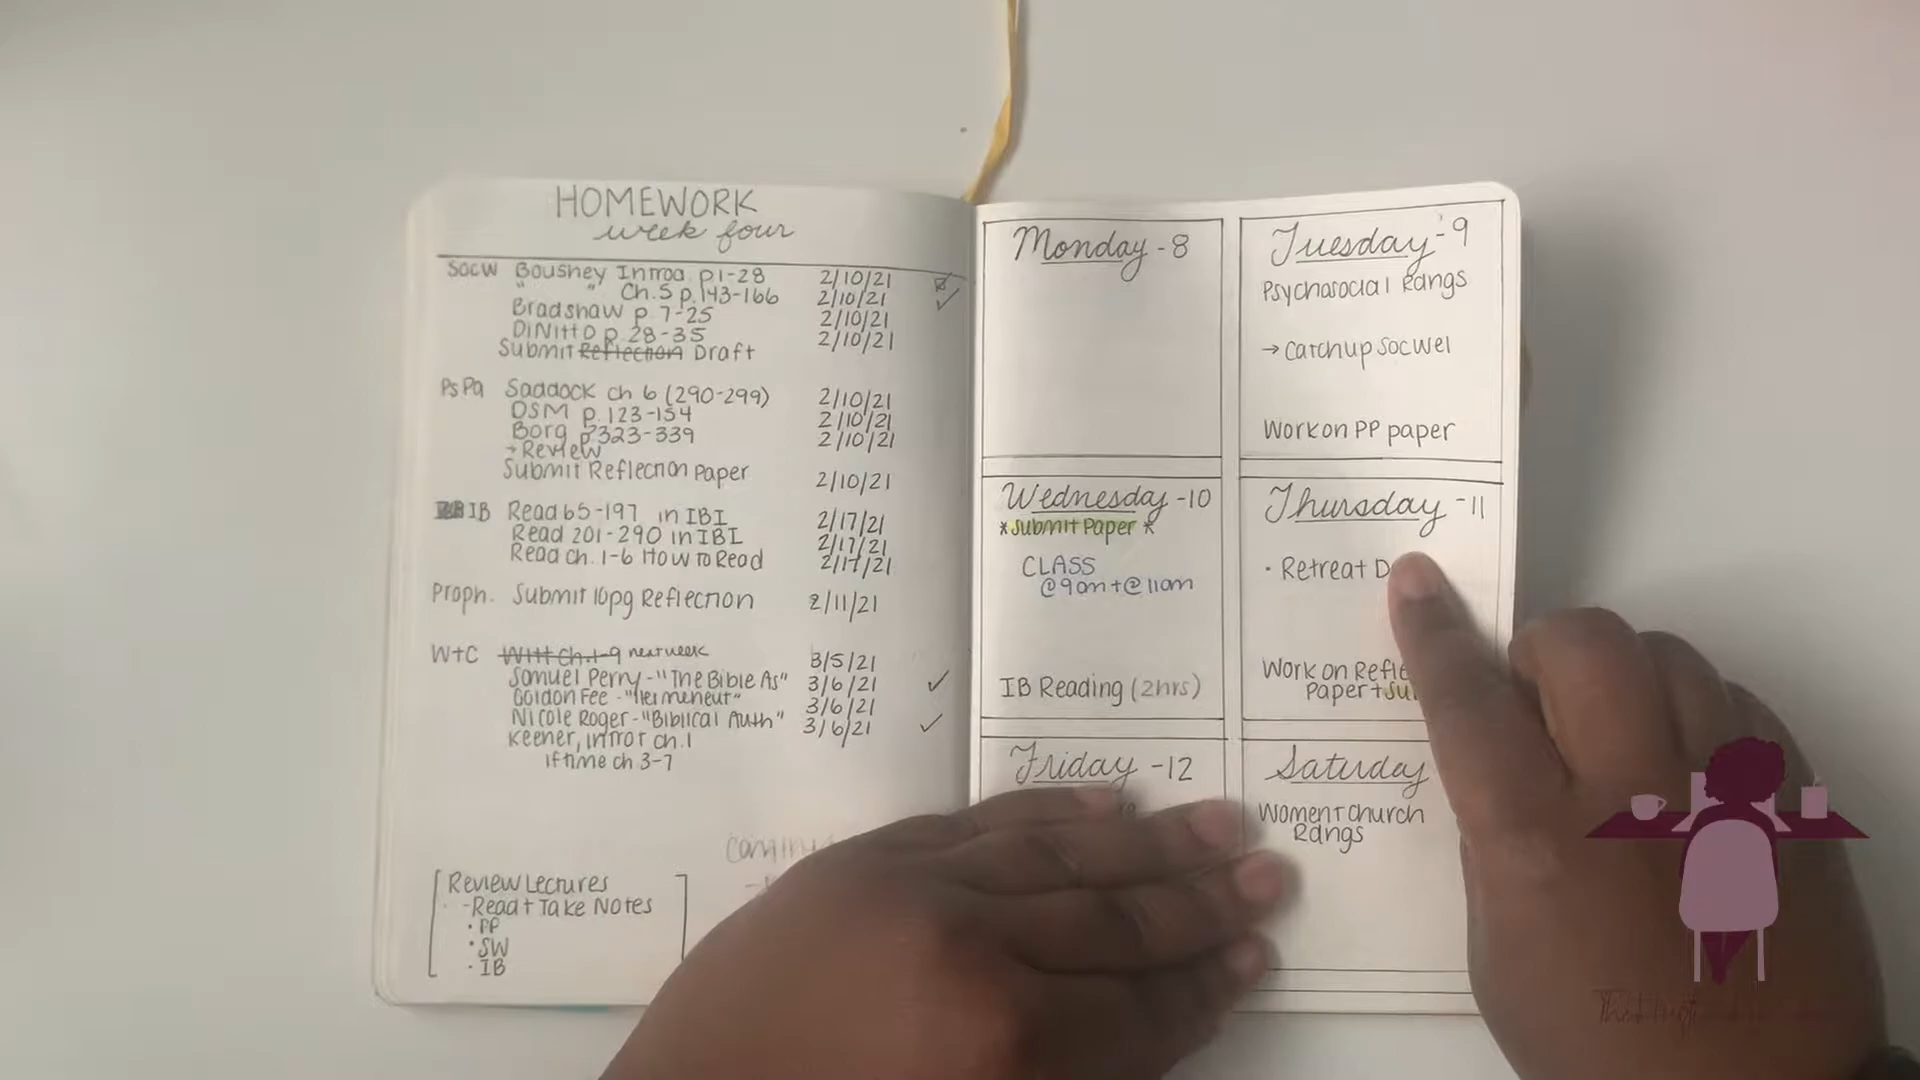 HOMEWORK
week four
SocW Boushey Introa. p1-28 2/10/21
" " Ch.5 p.143-166 2/10/21
Bradshaw p. 7-25 2/10/21
DiNitto p. 28-35 2/10/21
Submit Reflection Draft
PsPa Saddock ch 6 (290-299) 2/10/21
DSM p. 123-154 2/10/21
Borg p.323-339 2/10/21
→ Review
Submit Reflection Paper 2/10/21
IB Read 65-197 in IBI 2/17/21
Read 201-290 in IBI 2/17/21
Read ch. 1-6 How to Read 2/17/21
Proph. Submit 10pg Reflection 2/11/21
W+C Witt ch.1-9 next week 3/5/21
Samuel Perry-"The Bible As" 3/6/21
Goidon Fee-"Hermeneut" 3/6/21
Nicole Roger-"Biblical Auth" 3/6/21
Keener, intro ch.1
if time ch 3-7
Review Lectures
-Read + Take Notes
• PP
• SW
• IB
Monday - 8
Tuesday - 9
Psychosocial Rdngs
→ Catchup SocWel
Work on PP paper
Wednesday -10
*Submit Paper*
CLASS
@9am+@11am
IB Reading (2hrs)
Thursday -11
• Retreat
Work on
Paper +
Friday -12
Saturday
Women+Church
Rdngs